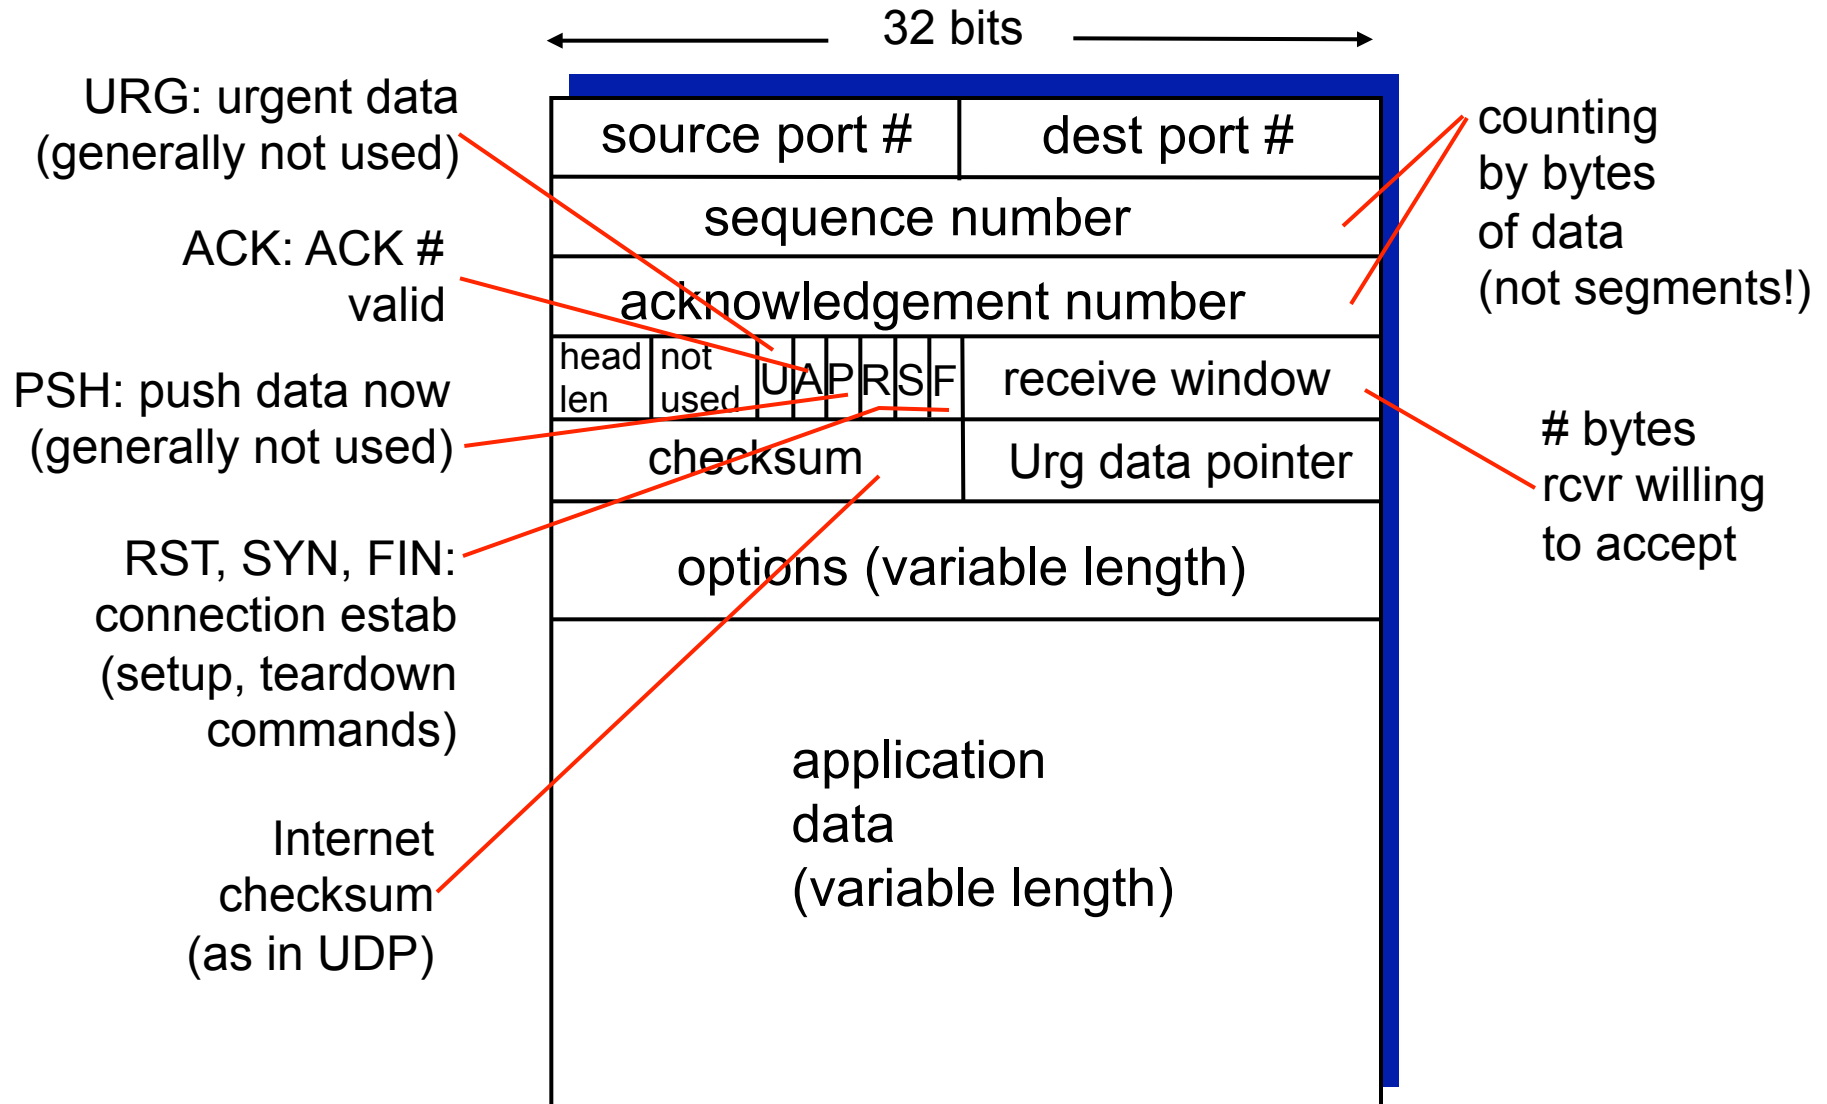 32 bits
URG: urgent data
(generally not used)
ACK: ACK #
valid
PSH: push data now
(generally not used)
RST, SYN, FIN:
connection estab
(setup, teardown
commands)
Internet
checksum
(as in UDP)
source port #
dest port #
sequence number
acknowledgement number
head
len
not
used
U
A
P
R
S
F
receive window
checksum
Urg data pointer
options (variable length)
application
data
(variable length)
counting
by bytes
of data
(not segments!)
# bytes
rcvr willing
to accept